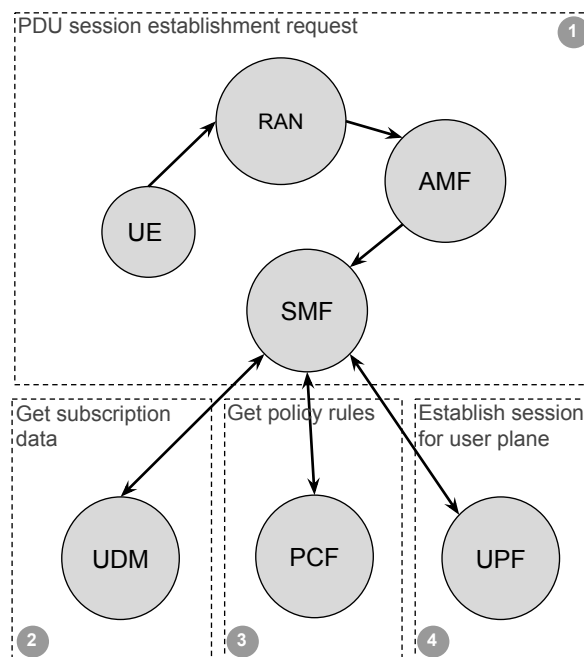 PDU session establishment request
1
RAN
AMF
UE
SMF
Get subscription
data
Get policy rules
Establish session
for user plane
UDM
PCF
UPF
2
3
4